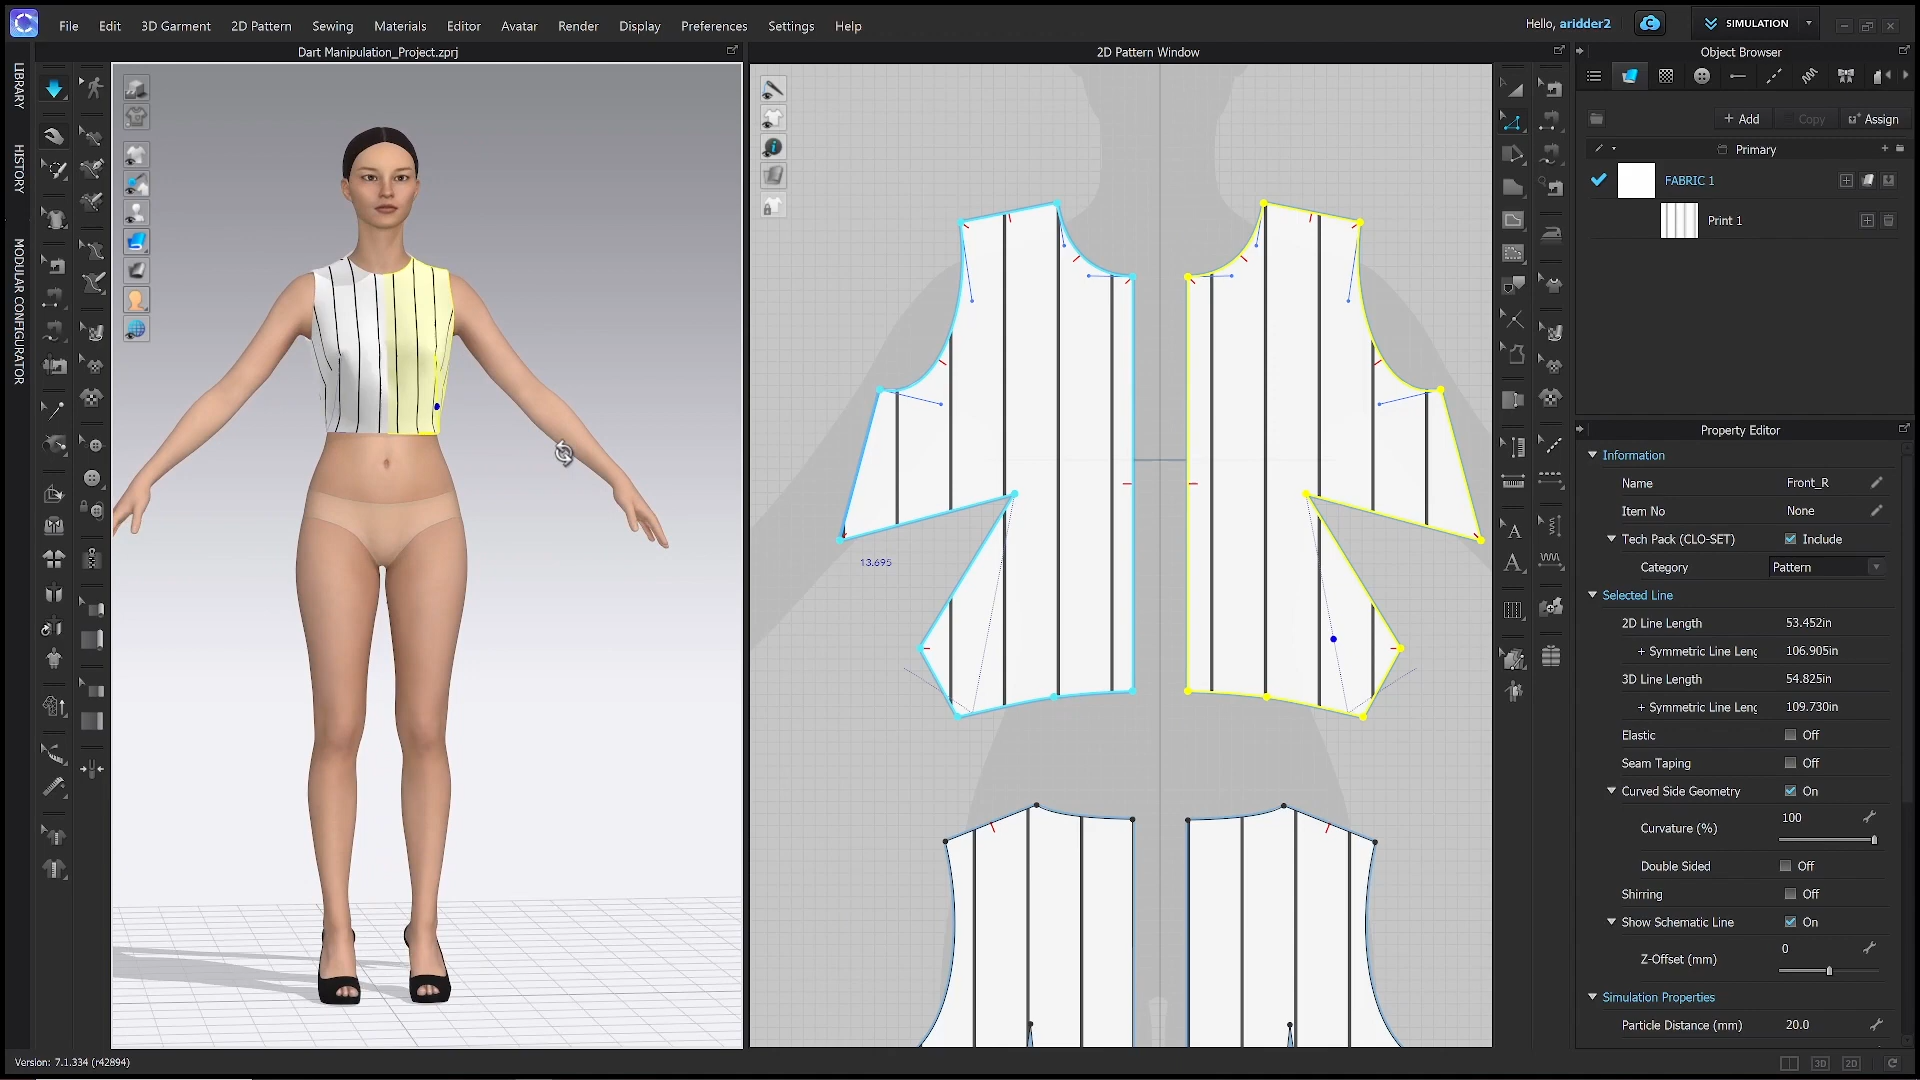 File Edit 3D Garment 2D Pattern Sewing Materials Editor Avatar Render Display Preferences Settings Help
Hello, aridder2
SIMULATION
Dart Manipulation_Project.zprj
2D Pattern Window
Object Browser
LIBRARY
HISTORY
MODULAR CONFIGURATOR
+ Add
Copy
Assign
Primary
FABRIC 1
Print 1
13.695
Property Editor
Information
Name Front_R
Item No None
Tech Pack (CLO-SET) Include
Category Pattern
Selected Line
2D Line Length 53.452in
+ Symmetric Line Leng 106.905in
3D Line Length 54.825in
+ Symmetric Line Leng 109.730in
Elastic Off
Seam Taping Off
Curved Side Geometry On
Curvature (%) 100
Double Sided Off
Shirring Off
Show Schematic Line On
Z-Offset (mm) 0
Simulation Properties
Particle Distance (mm) 20.0
Version: 7.1.334 (r42894)
3D
2D